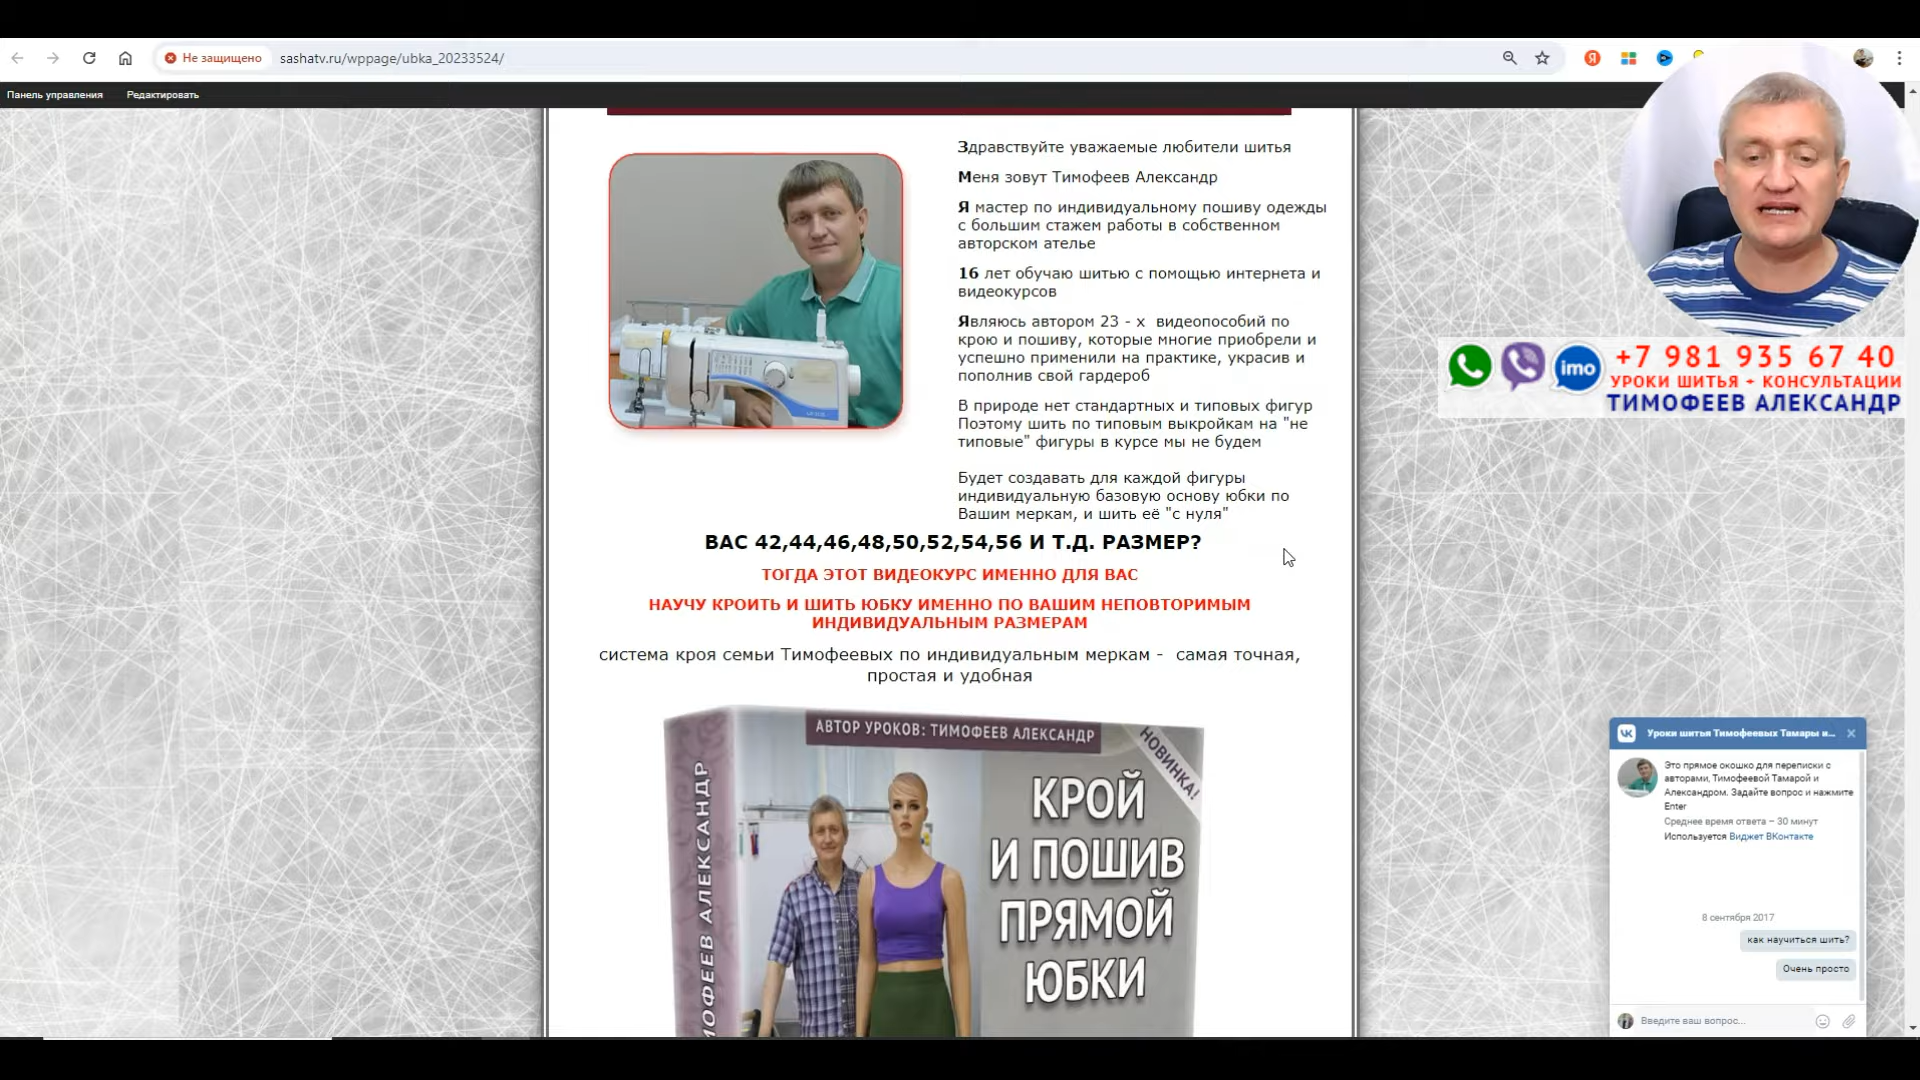 Не защищено
sashatv.ru/wppage/ubka_20233524/
Панель управления
Редактировать
Здравствуйте уважаемые любители шитья
Меня зовут Тимофеев Александр
Я мастер по индивидуальному пошиву одежды
с большим стажем работы в собственном
авторском ателье
16 лет обучаю шитью с помощью интернета и
видеокурсов
Являюсь автором 23 - х видеопособий по
крою и пошиву, которые многие приобрели и
успешно применили на практике, украсив и
пополнив свой гардероб
В природе нет стандартных и типовых фигур
Поэтому шить по типовым выкройкам на "не
типовые" фигуры в курсе мы не будем
Будет создавать для каждой фигуры
индивидуальную базовую основу юбки по
Вашим меркам, и шить её "с нуля"
ВАС 42,44,46,48,50,52,54,56 И Т.Д. РАЗМЕР?
ТОГДА ЭТОТ ВИДЕОКУРС ИМЕННО ДЛЯ ВАС
НАУЧУ КРОИТЬ И ШИТЬ ЮБКУ ИМЕННО ПО ВАШИМ НЕПОВТОРИМЫМ
ИНДИВИДУАЛЬНЫМ РАЗМЕРАМ
система кроя семьи Тимофеевых по индивидуальным меркам - самая точная,
простая и удобная
АВТОР УРОКОВ: ТИМОФЕЕВ АЛЕКСАНДР
НОВИНКА!
МОФЕЕВ АЛЕКСАНДР
КРОЙ
И ПОШИВ
ПРЯМОЙ
ЮБКИ
imo
+7 981 935 67 40
УРОКИ ШИТЬЯ + КОНСУЛЬТАЦИИ
ТИМОФЕЕВ АЛЕКСАНДР
Уроки шитья Тимофеевых Тамары и...
Это прямое окошко для переписки с
авторами, Тимофеевой Тамарой и
Александром. Задайте вопрос и нажмите
Enter
Среднее время ответа – 30 минут
Используется Виджет ВКонтакте
8 сентября 2017
как научиться шить?
Очень просто
Введите ваш вопрос...